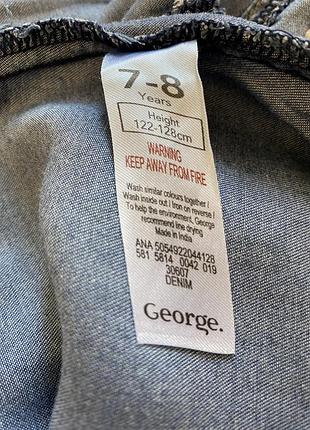 7-8
Years
Height
122-128cm
WARNING
KEEP AWAY FROM FIRE
Wash similar colours together /
Wash inside out / Iron on reverse /
To help the environment, George
recommend line drying
Made in India
ANA 5054922044128
581 5814 0042 019
30607
DENIM
George.